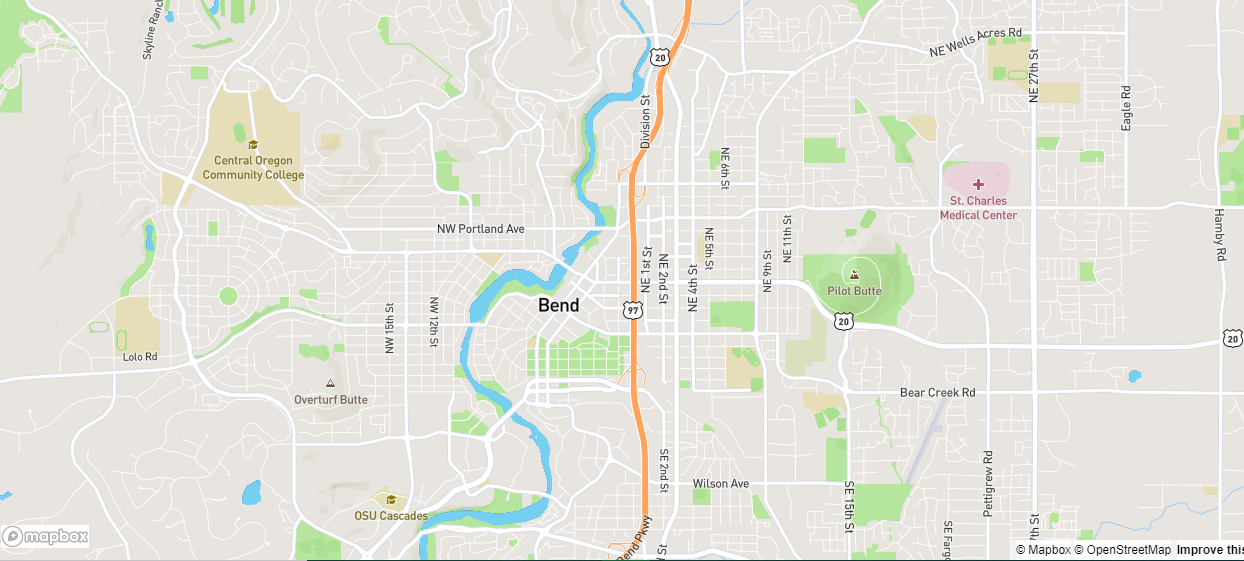 Skyline Ranc
20
NE Wells Acres Rd
NE 27th St
Eagle Rd
Division St
Central Oregon
Community College
NE 6th St
St. Charles
Medical Center
NW Portland Ave
NE 5th St
NE 11th St
Hamby Rd
NE 1st St
NE 2nd St
NE 4th St
NE 9th St
Pilot Butte
Bend
97
20
NW 15th St
NW 12th St
20
Lolo Rd
Overturf Butte
Bear Creek Rd
SE 2nd St
Wilson Ave
Pettigrew Rd
SE 15th St
OSU Cascades
SE Fargo
7th St
Bend Pkwy
d St
mapbox
© Mapbox © OpenStreetMap Improve this